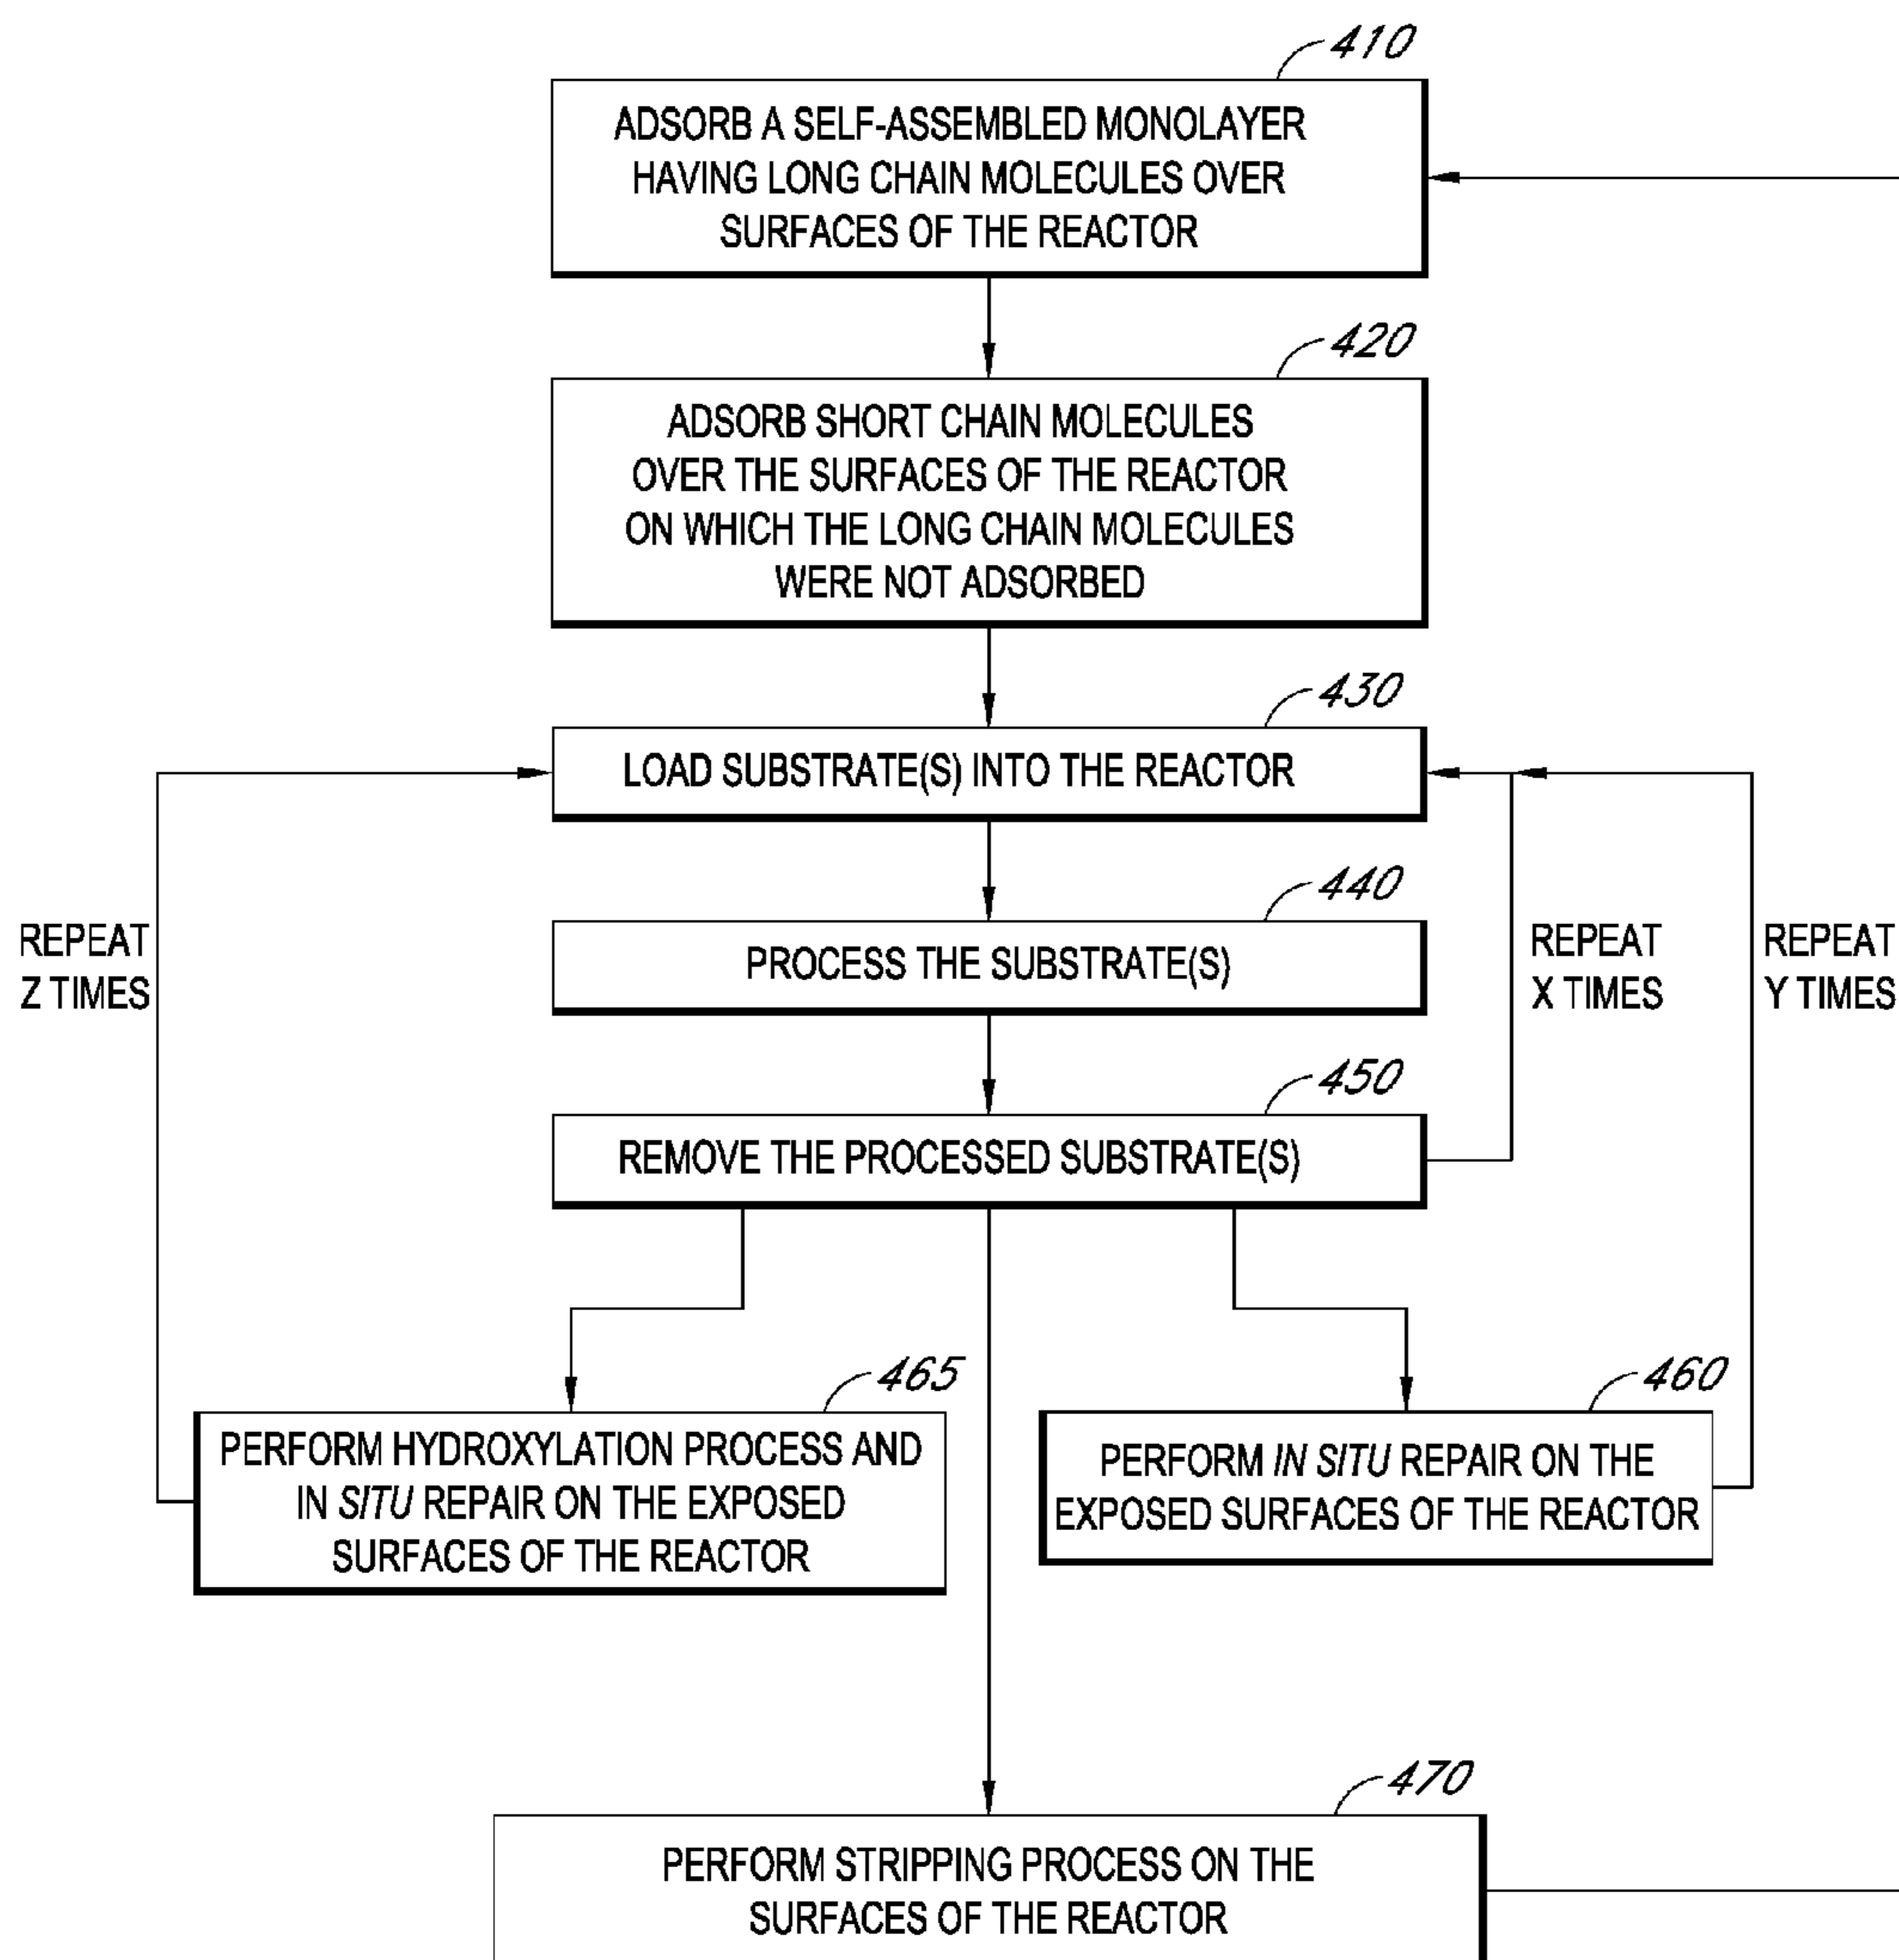 410
ADSORB A SELF-ASSEMBLED MONOLAYER
HAVING LONG CHAIN MOLECULES OVER
SURFACES OF THE REACTOR
420
ADSORB SHORT CHAIN MOLECULES
OVER THE SURFACES OF THE REACTOR
ON WHICH THE LONG CHAIN MOLECULES
WERE NOT ADSORBED
430
LOAD SUBSTRATE(S) INTO THE REACTOR
440
PROCESS THE SUBSTRATE(S)
REPEAT
Z TIMES
REPEAT
X TIMES
REPEAT
Y TIMES
450
REMOVE THE PROCESSED SUBSTRATE(S)
465
PERFORM HYDROXYLATION PROCESS AND
IN SITU REPAIR ON THE EXPOSED
SURFACES OF THE REACTOR
460
PERFORM IN SITU REPAIR ON THE
EXPOSED SURFACES OF THE REACTOR
470
PERFORM STRIPPING PROCESS ON THE
SURFACES OF THE REACTOR